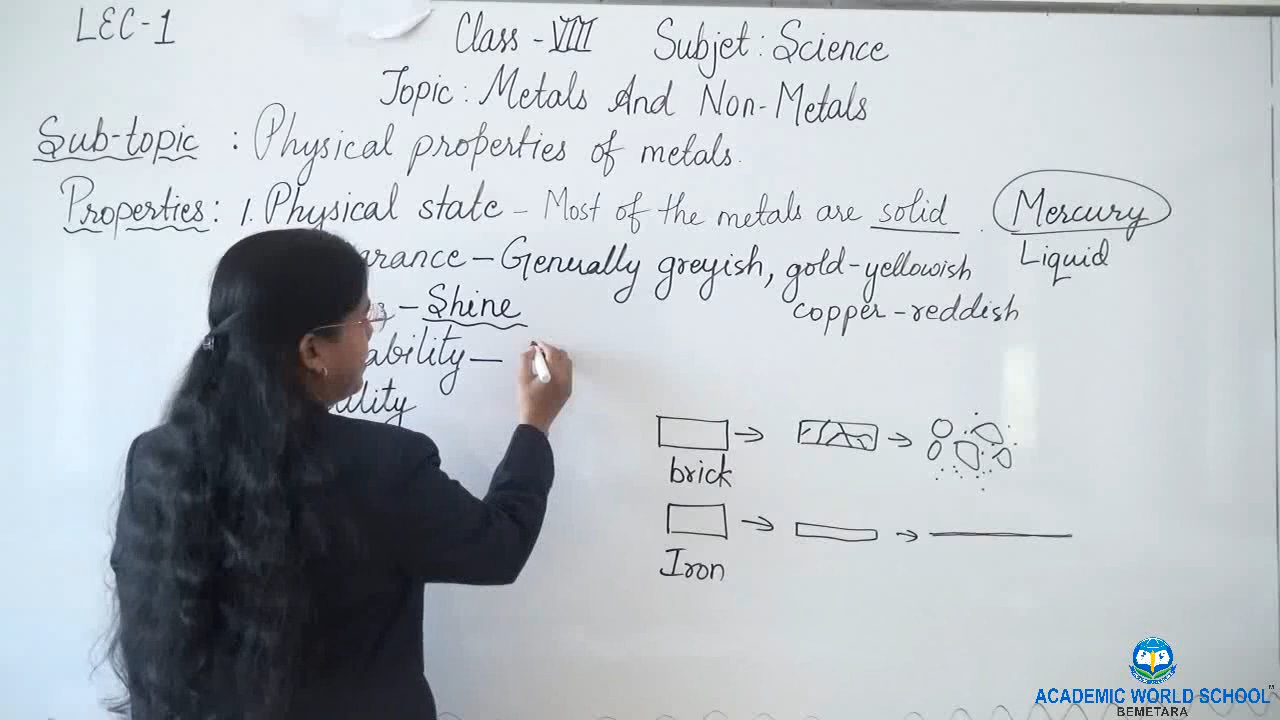 LEC-1
Class - VIII Subjet : Science
Topic : Metals And Non-Metals
Sub-topic : Physical properties of metals.
Properties : 1. Physical state - Most of the metals are solid . Mercury
Liquid
arance - Generally greyish, gold-yellowish
copper - reddish
- Shine
ability -
ility
brick
Iron
ACADEMIC WORLD SCHOOL
BEMETARA